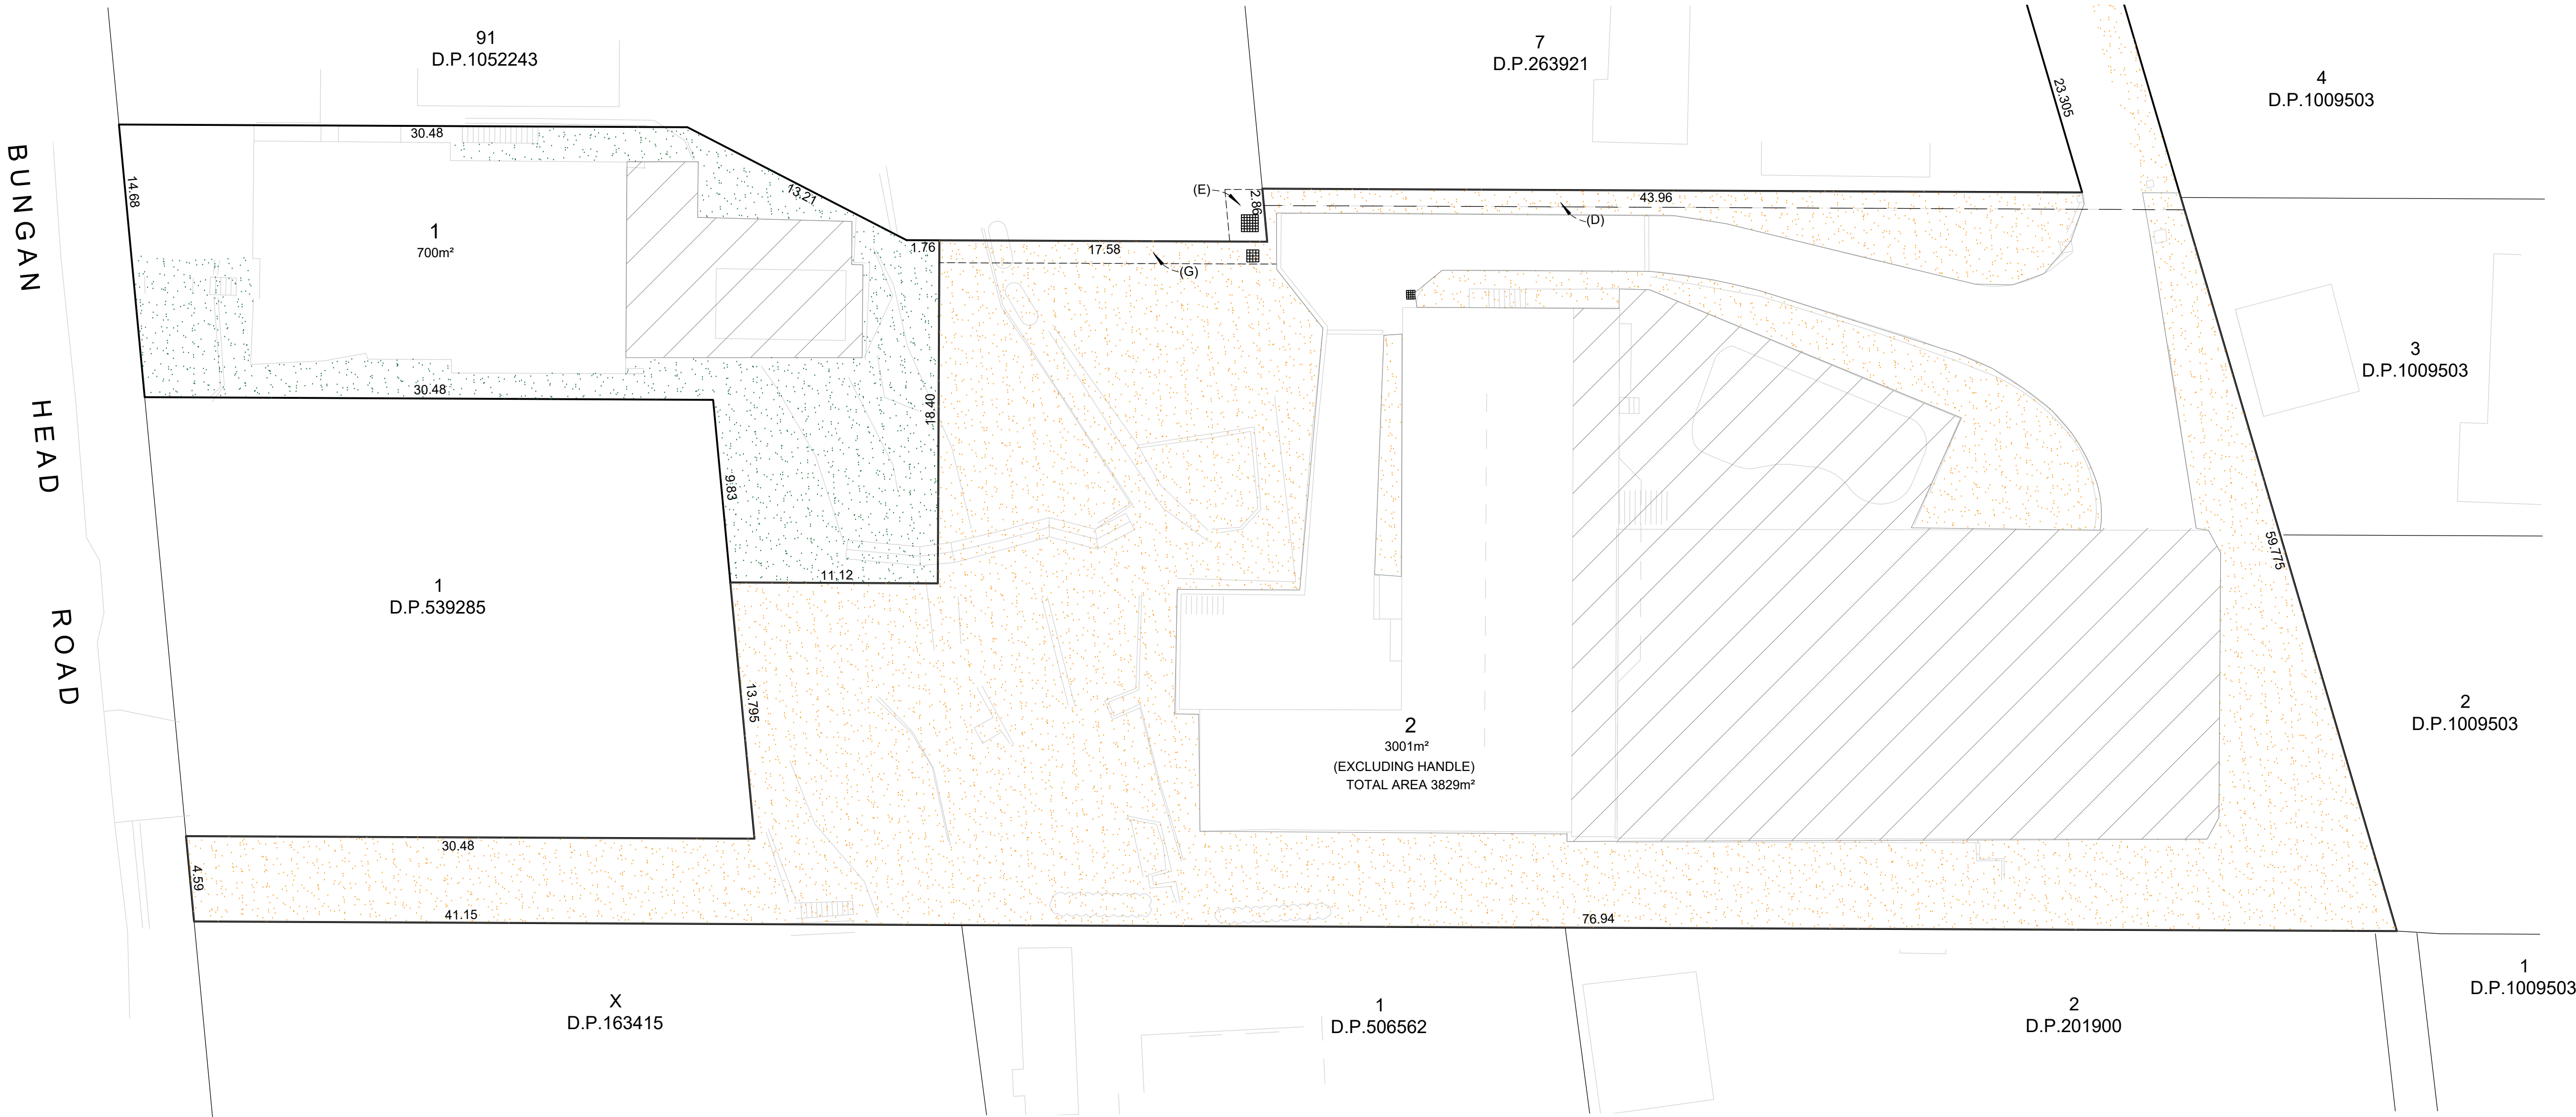 91
D.P.1052243
7
D.P.263921
4
D.P.1009503
23.305
30.48
14.68
13.21
1
700m²
1.76
17.58
(E)
2.86
43.96
(D)
(G)
BUNGAN HEAD ROAD
3
D.P.1009503
30.48
18.40
9.83
11.12
1
D.P.539285
59.775
13.795
2
3001m²
(EXCLUDING HANDLE)
TOTAL AREA 3829m²
2
D.P.1009503
30.48
4.59
41.15
76.94
X
D.P.163415
1
D.P.506562
2
D.P.201900
1
D.P.1009503